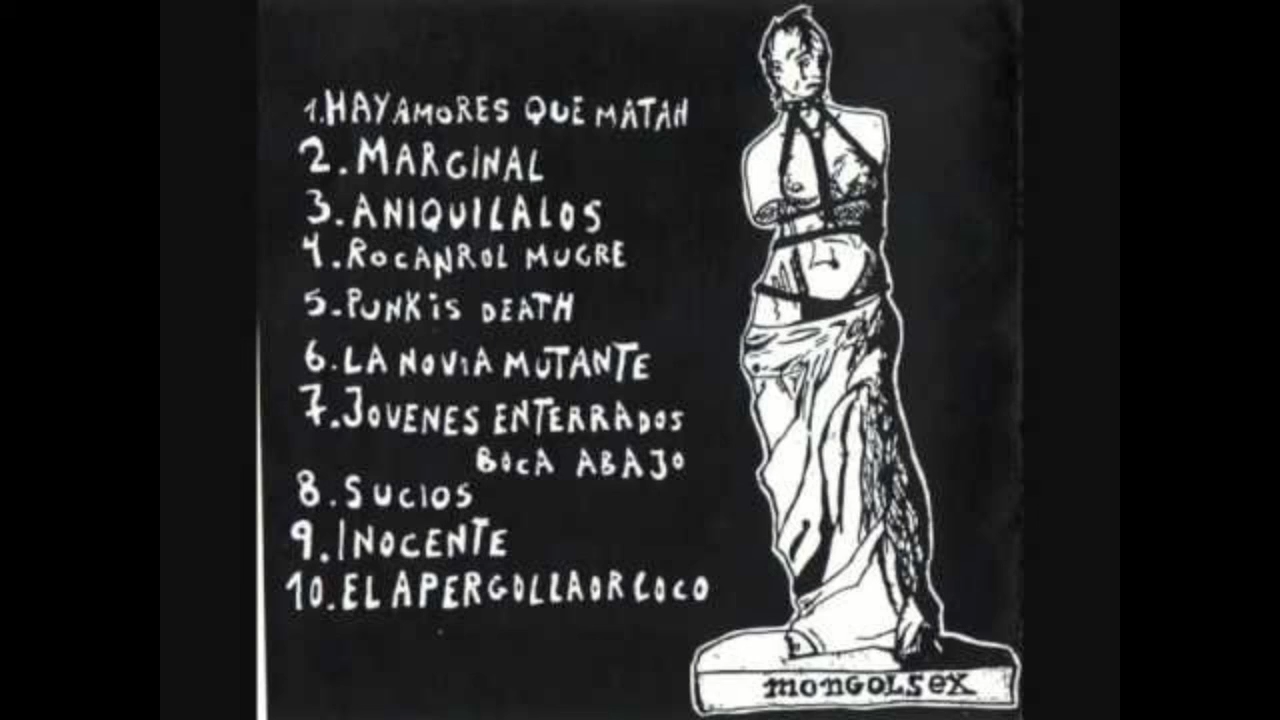 1.HAY AMORES QUE MATAN
2.MARGINAL
3.ANIQUILALOS
4.ROCANROL MUGRE
5-PUNK iS DEATH
6.LA NOVIA MUTANTE
7.JOVENES ENTERRADOS
BOCA ABAJO
8.SUCIOS
9.INOCENTE
10.EL APERGOLLAOR LOCO
mongolsex